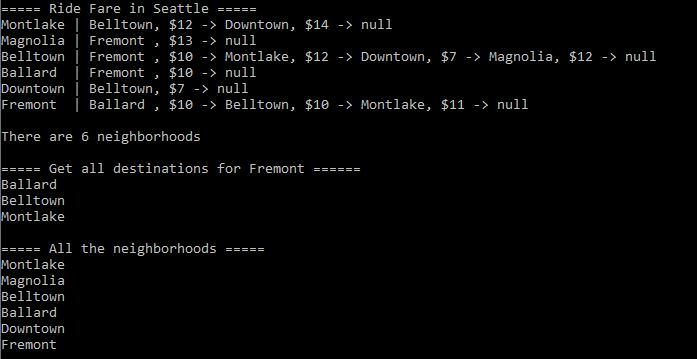 ===== Ride Fare in Seattle =====
Montlake | Belltown, $12 -> Downtown, $14 -> null
Magnolia | Fremont , $13 -> null
Belltown | Fremont , $10 -> Montlake, $12 -> Downtown, $7 -> Magnolia, $12 -> null
Ballard  | Fremont , $10 -> null
Downtown | Belltown, $7 -> null
Fremont  | Ballard , $10 -> Belltown, $10 -> Montlake, $11 -> null
There are 6 neighborhoods
===== Get all destinations for Fremont ======
Ballard
Belltown
Montlake
===== All the neighborhoods =====
Montlake
Magnolia
Belltown
Ballard
Downtown
Fremont